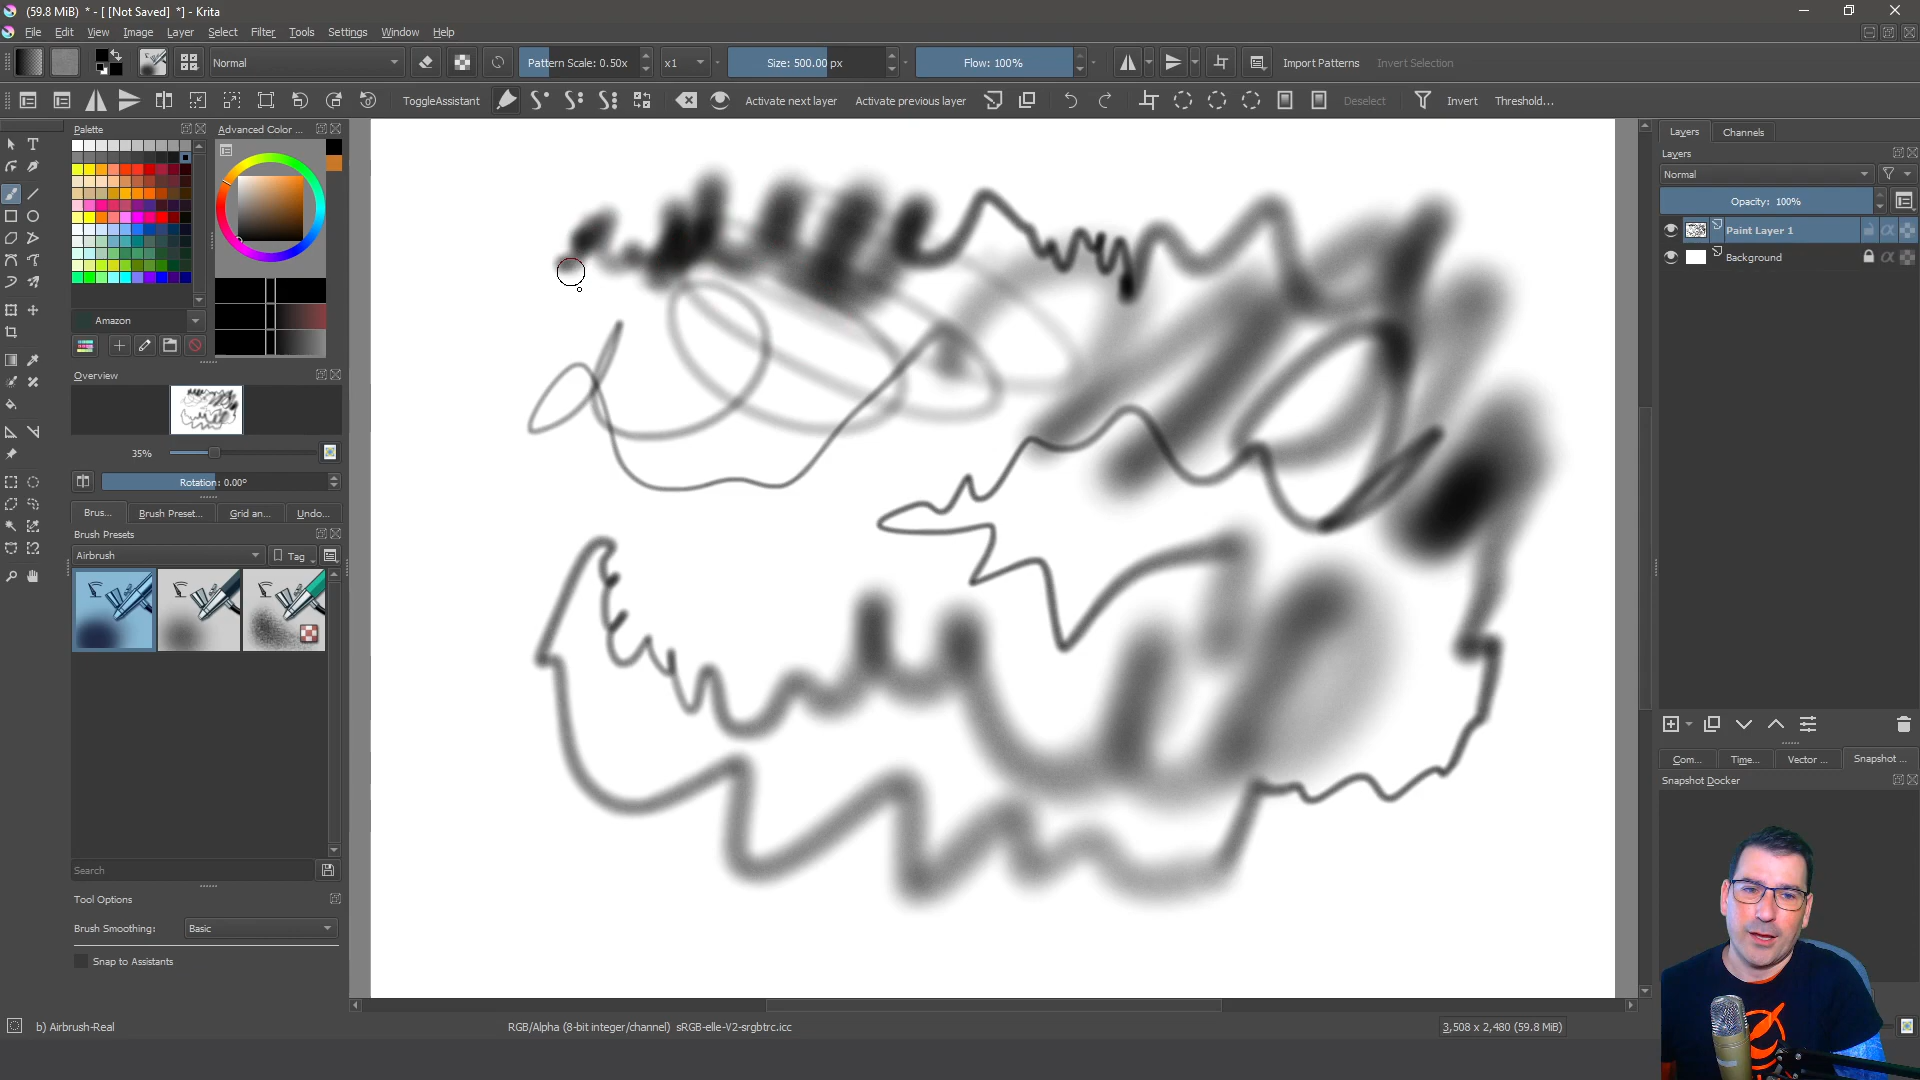 (59.8 MiB) * - [ [Not Saved] *] - Krita
File Edit View Image Layer Select Filter Tools Settings Window Help
Normal
Pattern Scale: 0.50x
x1
Size: 500.00 px
Flow: 100%
Import Patterns
Invert Selection
ToggleAssistant
Activate next layer
Activate previous layer
Deselect
Invert
Threshold...
Palette
Advanced Color ...
Amazon
Overview
35%
Rotation: 0.00°
Brus...
Brush Preset...
Grid an...
Undo...
Brush Presets
Airbrush
Tag
Search
Tool Options
Brush Smoothing:
Basic
Snap to Assistants
b) Airbrush-Real
RGB/Alpha (8-bit integer/channel) sRGB-elle-V2-srgbtrc.icc
3,508 x 2,480 (59.8 MiB)
Layers
Channels
Layers
Normal
Opacity: 100%
Paint Layer 1
Background
Com...
Time...
Vector ...
Snapshot ...
Snapshot Docker